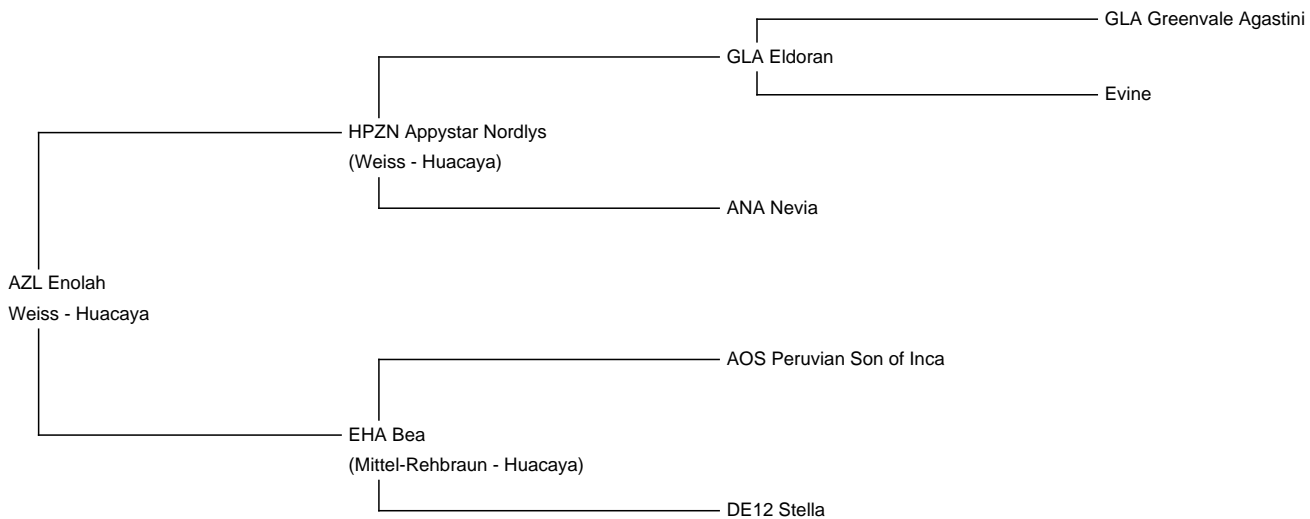 GLA Greenvale Agastini
GLA Eldoran
Evine
HPZN Appystar Nordlys
(Weiss - Huacaya)
ANA Nevia
AZL Enolah
Weiss - Huacaya
AOS Peruvian Son of Inca
EHA Bea
(Mittel-Rehbraun - Huacaya)
DE12 Stella